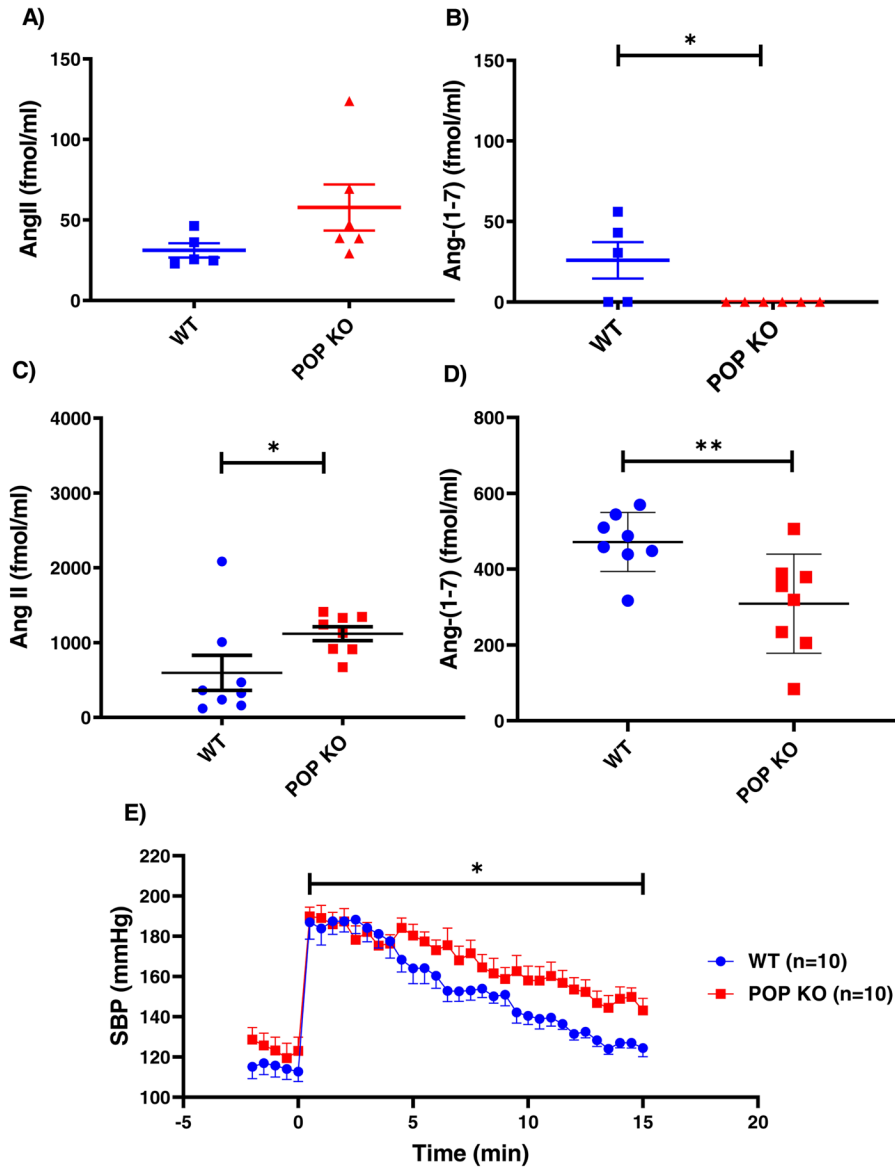 A)
AngII (fmol/ml)
150
100
50
0
WT
POP KO
B)
Ang-(1-7) (fmol/ml)
150
100
50
0
*
WT
POP KO
C)
Ang II (fmol/ml)
4000
3000
2000
1000
0
*
WT
POP KO
D)
Ang-(1-7) (fmol/ml)
800
600
400
200
0
**
WT
POP KO
E)
SBP (mmHg)
220
200
180
160
140
120
100
*
-5
0
5
10
15
20
Time (min)
WT (n=10)
POP KO (n=10)